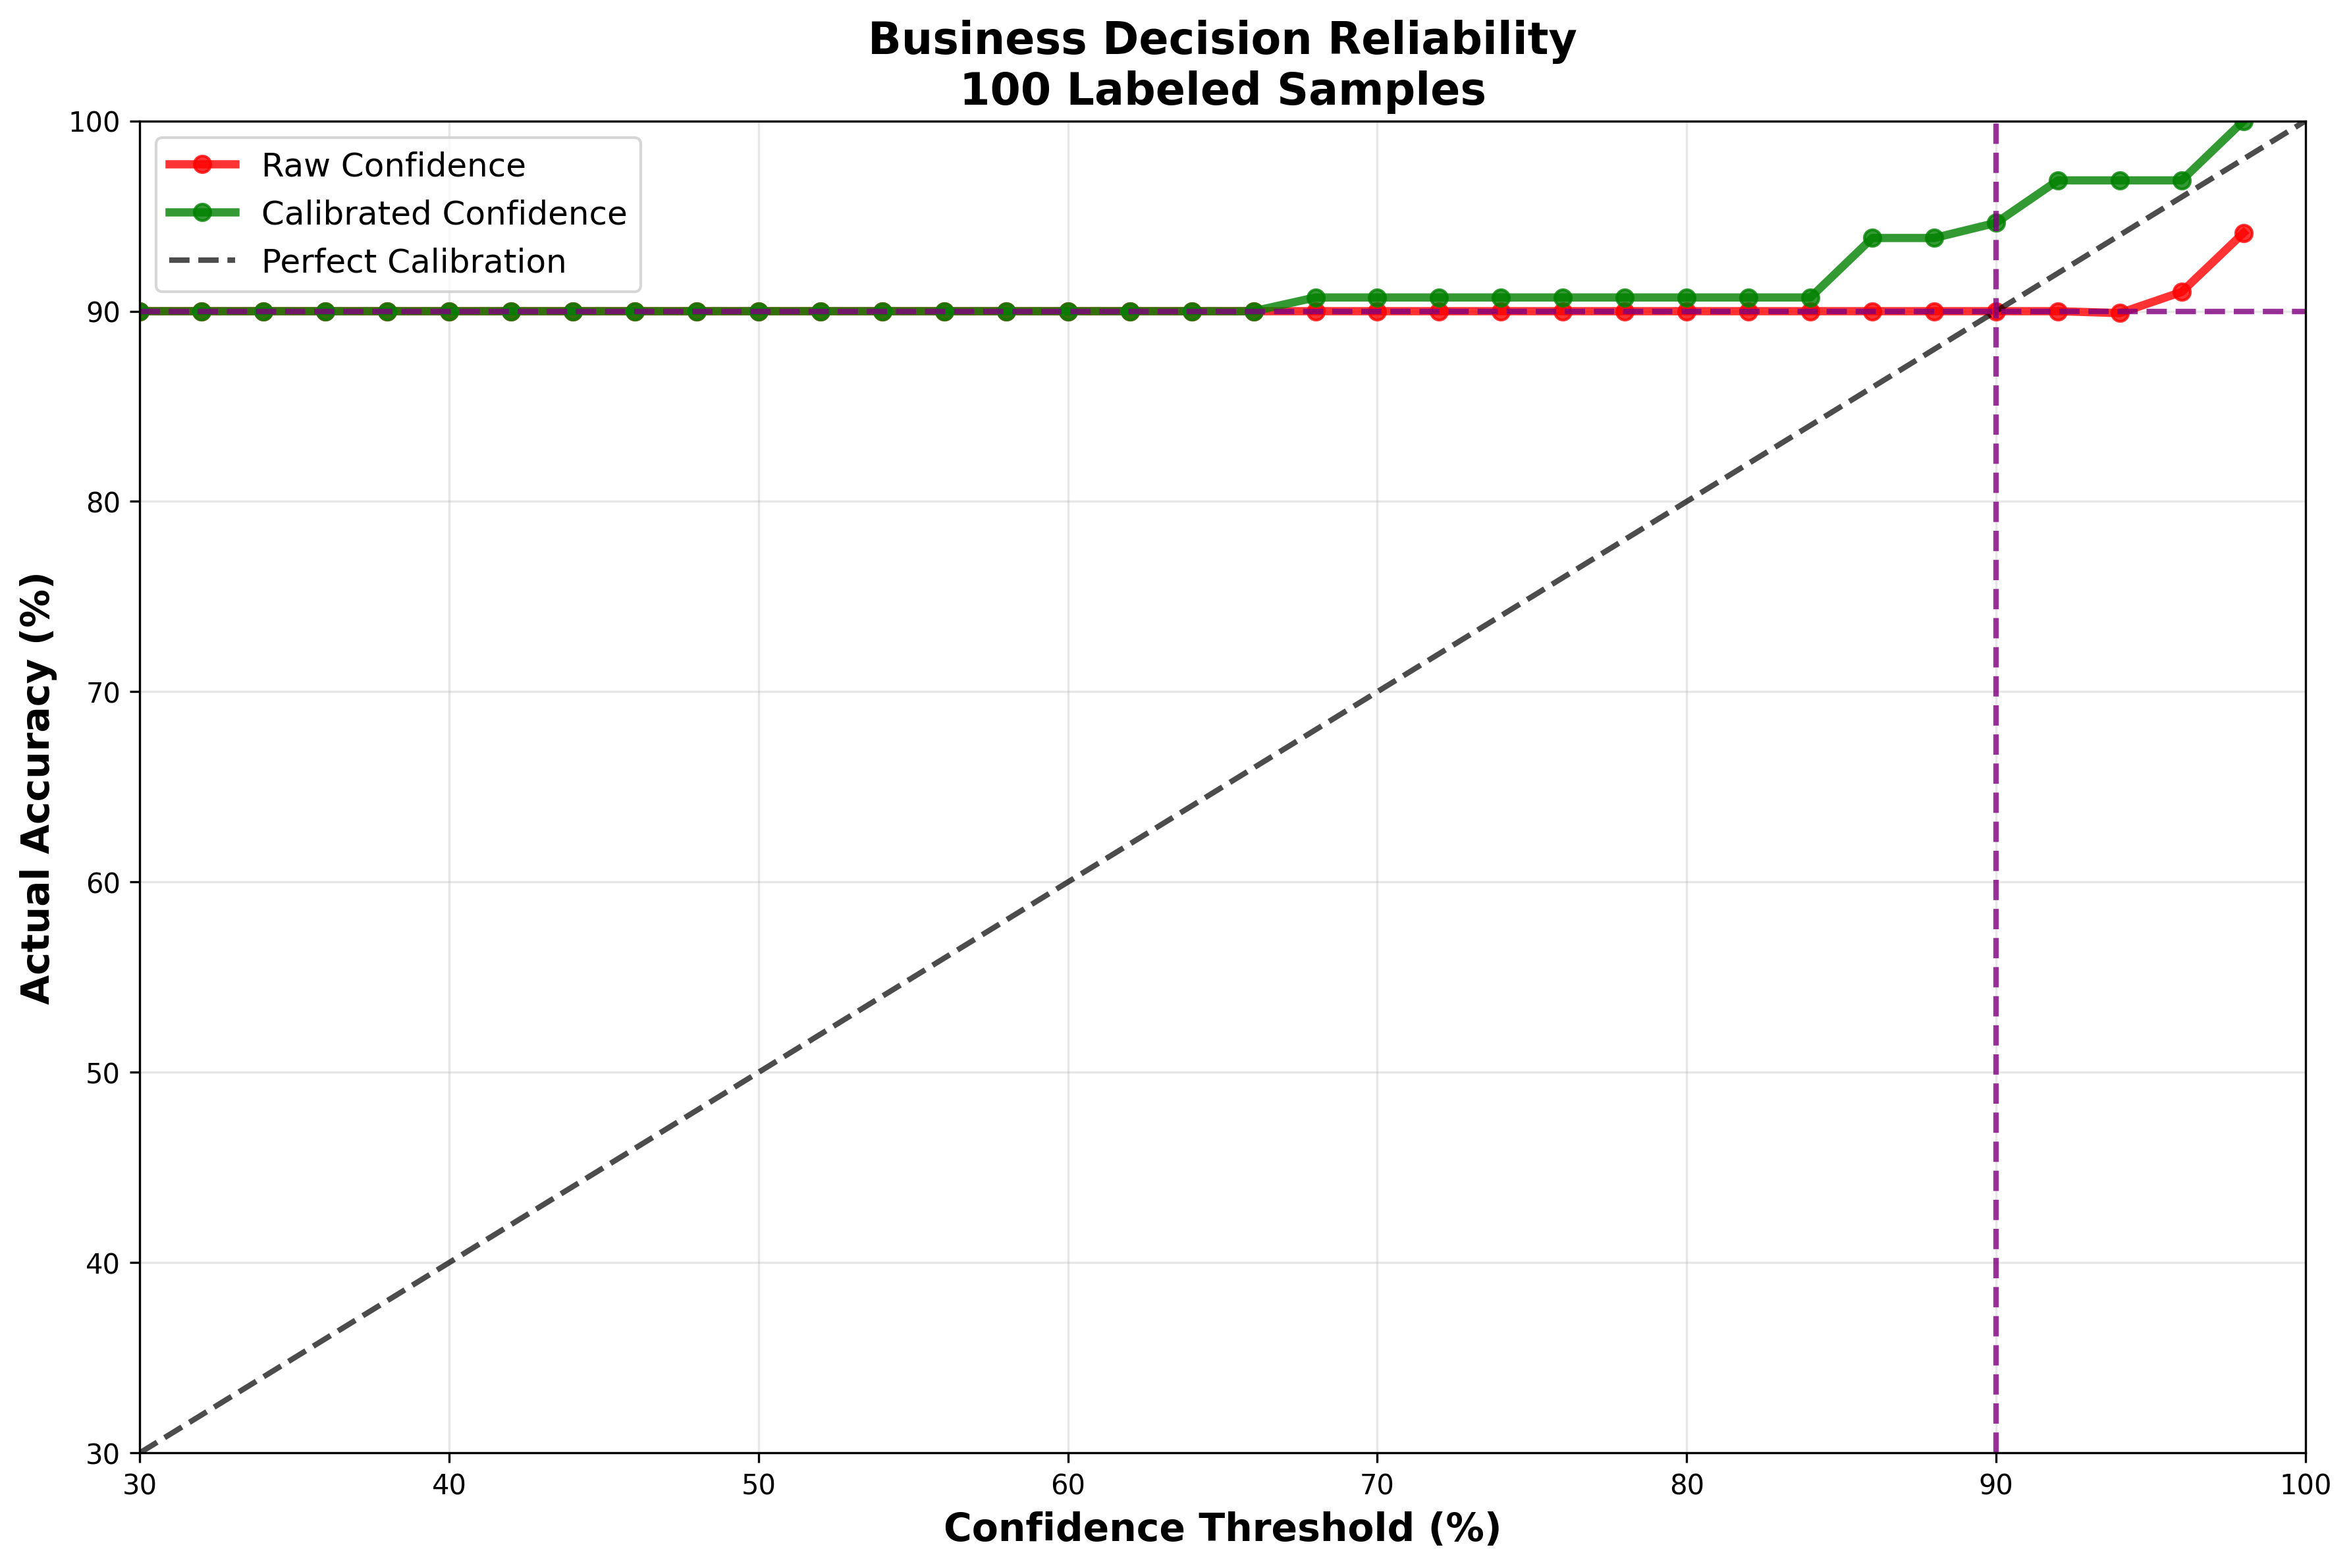 Business Decision Reliability
100 Labeled Samples
Raw Confidence
Calibrated Confidence
Perfect Calibration
100
90
80
70
60
50
40
30
Actual Accuracy (%)
30 40 50 60 70 80 90 100
Confidence Threshold (%)